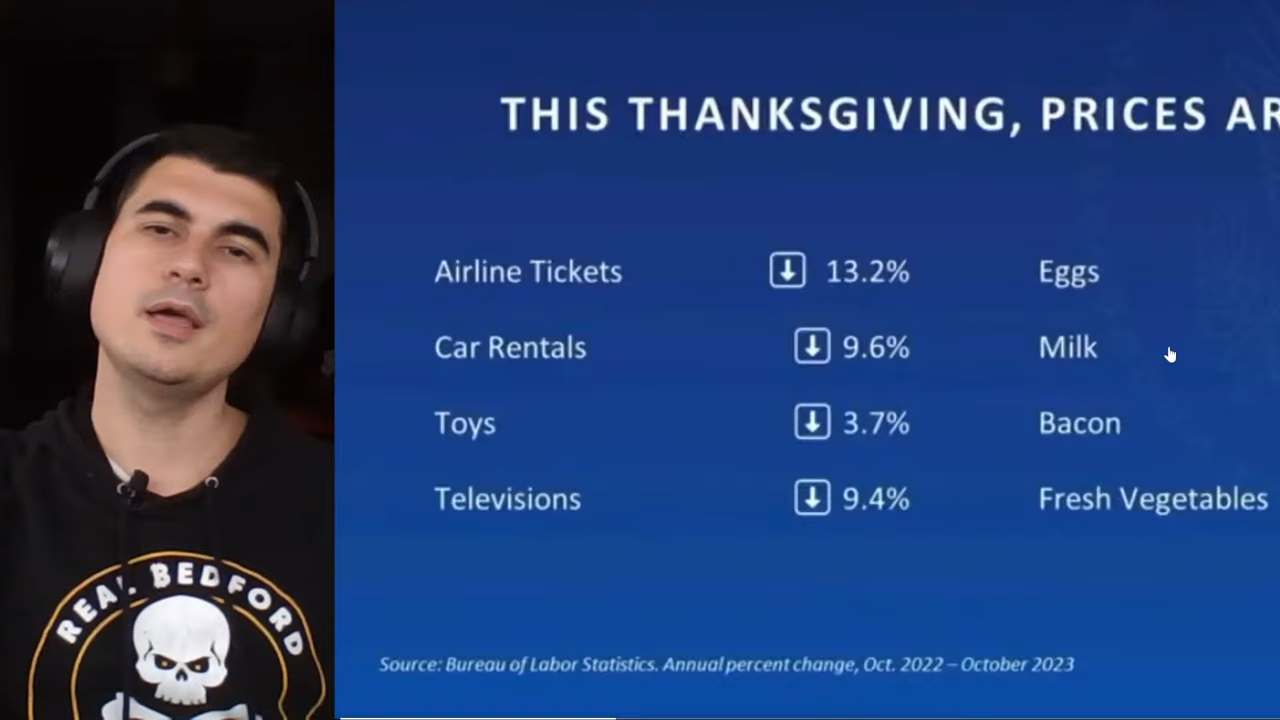 THIS THANKSGIVING, PRICES AR
Airline Tickets 13.2% Eggs
Car Rentals 9.6% Milk
Toys 3.7% Bacon
Televisions 9.4% Fresh Vegetables
Source: Bureau of Labor Statistics. Annual percent change, Oct. 2022 – October 2023
REAL BEDFORD